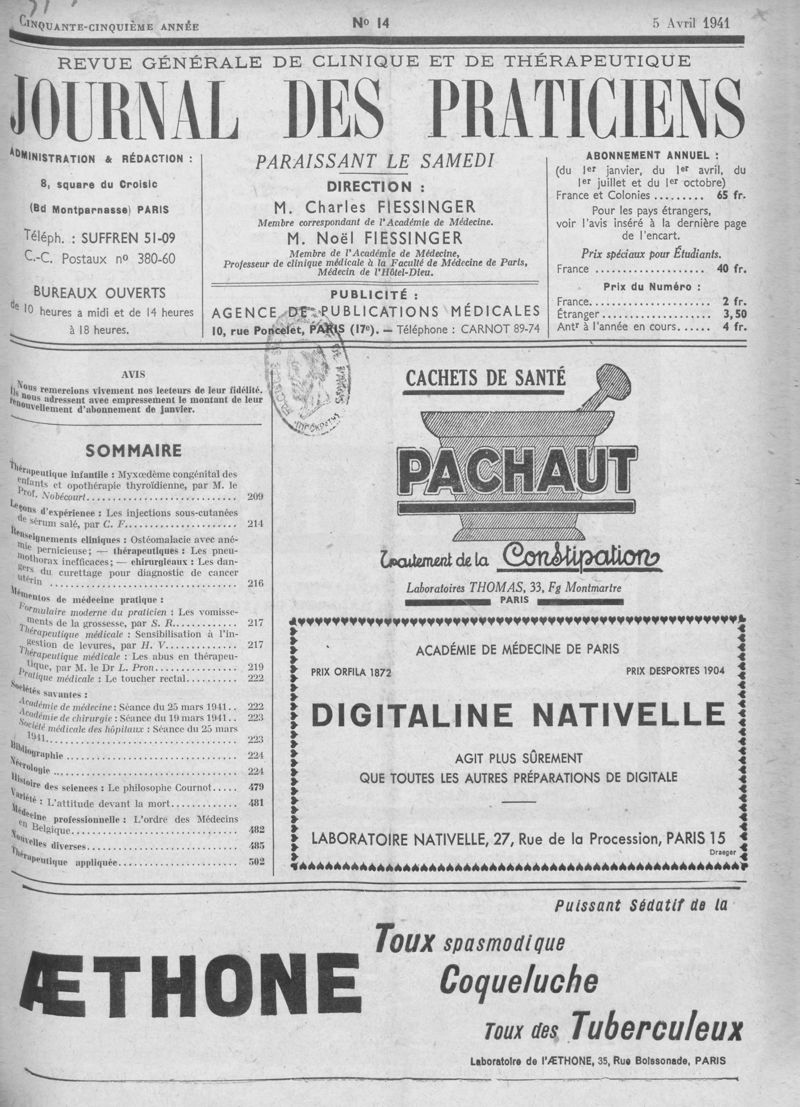 CINQUANTE-CINQUIÈME ANNÉE
No 14
5 Avril 1941
REVUE GÉNÉRALE DE CLINIQUE ET DE THÉRAPEUTIQUE
JOURNAL DES PRATICIENS
ADMINISTRATION & RÉDACTION :
8, square du Croisic
(Bd Montparnasse) PARIS
Téléph. : SUFFREN 51-09
C.-C. Postaux no 380-60
BUREAUX OUVERTS
de 10 heures a midi et de 14 heures
à 18 heures.
PARAISSANT LE SAMEDI
DIRECTION :
M. Charles FIESSINGER
Membre correspondant de l'Académie de Médecine.
M. Noël FIESSINGER
Membre de l'Académie de Médecine,
Professeur de clinique médicale à la Faculté de Médecine de Paris,
Médecin de l'Hôtel-Dieu.
PUBLICITÉ :
AGENCE DE PUBLICATIONS MÉDICALES
10, rue Poncelet, PARIS (17e). — Téléphone : CARNOT 89-74
ABONNEMENT ANNUEL :
(du 1er janvier, du 1er avril, du
1er juillet et du 1er octobre)
France et Colonies ......... 65 fr.
Pour les pays étrangers,
voir l'avis inséré à la dernière page
de l'encart.
Prix spéciaux pour Étudiants.
France .................. 40 fr.
Prix du Numéro :
France.................... 2 fr.
Étranger.................. 3,50
Antr à l'année en cours...... 4 fr.
AVIS
Nous remercions vivement nos lecteurs de leur fidélité.
Ils nous adressent avec empressement le montant de leur
renouvellement d'abonnement de janvier.
SOMMAIRE
Thérapeutique infantile : Myxœdème congénital des
enfants et opothérapie thyroïdienne, par M. le
Prof. Nobécourt.............................. 209
Leçons d'expérience : Les injections sous-cutanées
de sérum salé, par C. F....................... 214
Renseignements cliniques : Ostéomalacie avec ané-
mie pernicieuse; — thérapeutiques : Les pneu-
mothorax inefficaces; — chirurgicaux : Les dan-
gers du curettage pour diagnostic de cancer
utérin ...................................... 216
Mémentos de médecine pratique :
Formulaire moderne du praticien : Les vomisse-
ments de la grossesse, par S. R............ 217
Thérapeutique médicale : Sensibilisation à l'in-
gestion de levures, par H. V............... 217
Thérapeutique médicale : Les abus en thérapeu-
tique, par M. le Dr L. Pron................ 219
Pratique médicale : Le toucher rectal......... 222
Sociétés savantes :
Académie de médecine : Séance du 25 mars 1941.. 222
Académie de chirurgie : Séance du 19 mars 1941.. 223
Société médicale des hôpitaux : Séance du 25 mars
1941........................................ 223
Bibliographie ................................. 224
Nécrologie .................................... 224
Histoire des sciences : Le philosophe Cournot..... 479
Variété : L'attitude devant la mort............... 481
Médecine professionnelle : L'ordre des Médecins
en Belgique................................... 482
Nouvelles diverses............................. 485
Thérapeutique appliquée........................ 502
CACHETS DE SANTÉ
PACHAUT
Traitement de la Constipation
Laboratoires THOMAS, 33, Fg Montmartre
PARIS
ACADÉMIE DE MÉDECINE DE PARIS
PRIX ORFILA 1872
PRIX DESPORTES 1904
DIGITALINE NATIVELLE
AGIT PLUS SÛREMENT
QUE TOUTES LES AUTRES PRÉPARATIONS DE DIGITALE
LABORATOIRE NATIVELLE, 27, Rue de la Procession, PARIS 15
Draeger
ÆTHONE
Puissant Sédatif de la
Toux spasmodique
Coqueluche
Toux des Tuberculeux
Laboratoire de l'ÆTHONE, 35, Rue Boissonade, PARIS